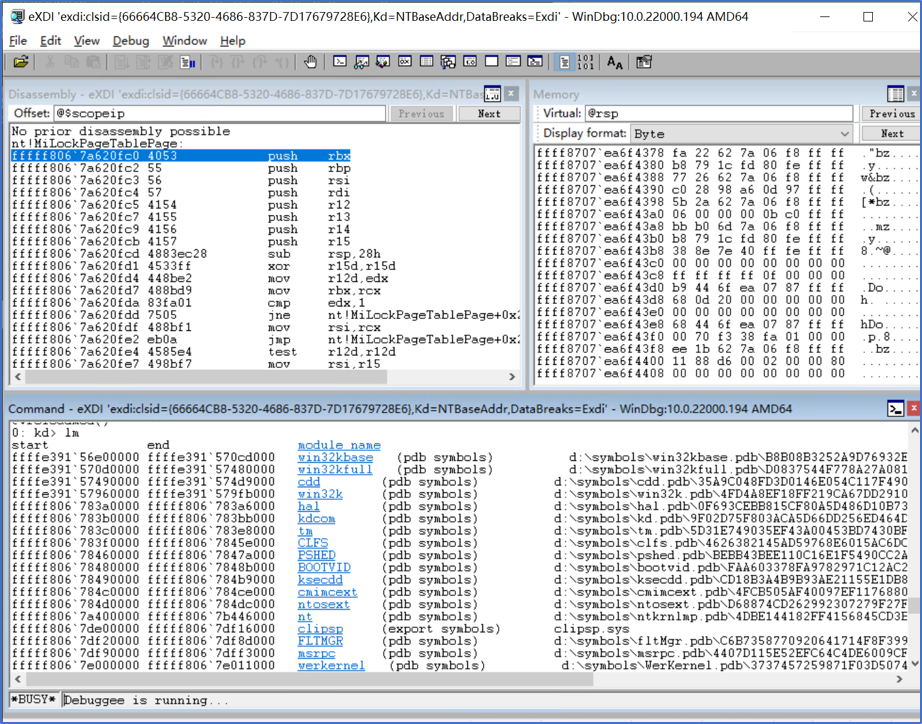 eXDI 'exdi:clsid={66664CB8-5320-4686-837D-7D17679728E6},Kd=NTBaseAddr,DataBreaks=Exdi' - WinDbg:10.0.22000.194 AMD64
File Edit View Debug Window Help
Disassembly - eXDI 'exdi:clsid={66664CB8-5320-4686-837D-7D17679728E6},Kd=NTBas
Offset: @$scopeip Previous Next
No prior disassembly possible
nt!MiLockPageTablePage:
fffff806`7a620fc0 4053 push rbx
fffff806`7a620fc2 55 push rbp
fffff806`7a620fc3 56 push rsi
fffff806`7a620fc4 57 push rdi
fffff806`7a620fc5 4154 push r12
fffff806`7a620fc7 4155 push r13
fffff806`7a620fc9 4156 push r14
fffff806`7a620fcb 4157 push r15
fffff806`7a620fcd 4883ec28 sub rsp,28h
fffff806`7a620fd1 4533ff xor r15d,r15d
fffff806`7a620fd4 448be2 mov r12d,edx
fffff806`7a620fd7 488bd9 mov rbx,rcx
fffff806`7a620fda 83fa01 cmp edx,1
fffff806`7a620fdd 7505 jne nt!MiLockPageTablePage+0x2
fffff806`7a620fdf 488bf1 mov rsi,rcx
fffff806`7a620fe2 eb0a jmp nt!MiLockPageTablePage+0x2
fffff806`7a620fe4 4585e4 test r12d,r12d
fffff806`7a620fe7 498bf7 mov rsi,r15
Memory
Virtual: @rsp Previous
Display format: Byte Next
ffff8707`ea6f4378 fa 22 62 7a 06 f8 ff ff ."bz....
ffff8707`ea6f4380 b8 79 1c fd 80 fe ff ff .y......
ffff8707`ea6f4388 77 26 62 7a 06 f8 ff ff w&bz....
ffff8707`ea6f4390 c0 28 98 a6 0d 97 ff ff .(......
ffff8707`ea6f4398 5b 2a 62 7a 06 f8 ff ff [*bz....
ffff8707`ea6f43a0 06 00 00 00 0b c0 ff ff ........
ffff8707`ea6f43a8 bb b0 6d 7a 06 f8 ff ff ..mz....
ffff8707`ea6f43b0 b8 79 1c fd 80 fe ff ff .y......
ffff8707`ea6f43b8 38 8e 7e 40 ff fe ff ff 8.~@....
ffff8707`ea6f43c0 00 00 00 00 00 00 00 00 ........
ffff8707`ea6f43c8 ff ff ff ff 0f 00 00 00 ........
ffff8707`ea6f43d0 b9 44 6f ea 07 87 ff ff .Do.....
ffff8707`ea6f43d8 68 0d 20 00 00 00 00 00 h. .....
ffff8707`ea6f43e0 00 00 00 00 00 00 00 00 ........
ffff8707`ea6f43e8 68 44 6f ea 07 87 ff ff hDo.....
ffff8707`ea6f43f0 00 70 f3 38 fa 01 00 00 .p.8....
ffff8707`ea6f43f8 ee 1b 62 7a 06 f8 ff ff ..bz....
ffff8707`ea6f4400 11 88 d6 00 02 00 00 80 ........
ffff8707`ea6f4408 00 00 00 00 00 00 00 00 ........
Command - eXDI 'exdi:clsid={66664CB8-5320-4686-837D-7D17679728E6},Kd=NTBaseAddr,DataBreaks=Exdi' - WinDbg:10.0.22000.194 AMD64
0: kd> lm
start end module name
ffffe391`56e00000 ffffe391`570cd000 win32kbase (pdb symbols) d:\symbols\win32kbase.pdb\B8B08B3252A9D76932E
ffffe391`570d0000 ffffe391`57480000 win32kfull (pdb symbols) d:\symbols\win32kfull.pdb\D0837544F778A27A081
ffffe391`57490000 ffffe391`574d9000 cdd (pdb symbols) d:\symbols\cdd.pdb\35A9C048FD3D0146E054C117F490
ffffe391`57960000 ffffe391`579fb000 win32k (pdb symbols) d:\symbols\win32k.pdb\4FD4A8EF18FF219CA67DD2910
fffff806`783a0000 fffff806`783a6000 hal (pdb symbols) d:\symbols\hal.pdb\0F693CEBB815CF80A5D486D10B73
fffff806`783b0000 fffff806`783bb000 kdcom (pdb symbols) d:\symbols\kd.pdb\9F02D75F803ACA5D66DD256ED464D
fffff806`783c0000 fffff806`783e8000 tm (pdb symbols) d:\symbols\tm.pdb\5D31E749035EF43A00453BD7430BF
fffff806`783f0000 fffff806`7845e000 CLFS (pdb symbols) d:\symbols\clfs.pdb\4626382145AD59768E6015AC6DC
fffff806`78460000 fffff806`7847a000 PSHED (pdb symbols) d:\symbols\pshed.pdb\BEBB43BEE110C16E1F5490CC2A
fffff806`78480000 fffff806`7848b000 BOOTVID (pdb symbols) d:\symbols\bootvid.pdb\FAA603378FA9782971C12AC2
fffff806`78490000 fffff806`784b9000 ksecdd (pdb symbols) d:\symbols\ksecdd.pdb\CD18B3A4B9B93AE21155E1DB8
fffff806`784c0000 fffff806`784ce000 cmimcext (pdb symbols) d:\symbols\cmimcext.pdb\4FCB505AF40097EF1176880
fffff806`784d0000 fffff806`784dc000 ntosext (pdb symbols) d:\symbols\ntosext.pdb\D68874CD262992307279F27F
fffff806`7a400000 fffff806`7b446000 nt (pdb symbols) d:\symbols\ntkrnlmp.pdb\4DBE144182FF4156845CD3E
fffff806`7de00000 fffff806`7df16000 clipsp (export symbols) clipsp.sys
fffff806`7df20000 fffff806`7df8d000 FLTMGR (pdb symbols) d:\symbols\fltMgr.pdb\C6B7358770920641714F8F399
fffff806`7df90000 fffff806`7dff3000 msrpc (pdb symbols) d:\symbols\msrpc.pdb\4407D115E52EFC64C4DE6009CF
fffff806`7e000000 fffff806`7e011000 werkernel (pdb symbols) d:\symbols\WerKernel.pdb\3737457259871F03D5074
*BUSY* Debuggee is running...